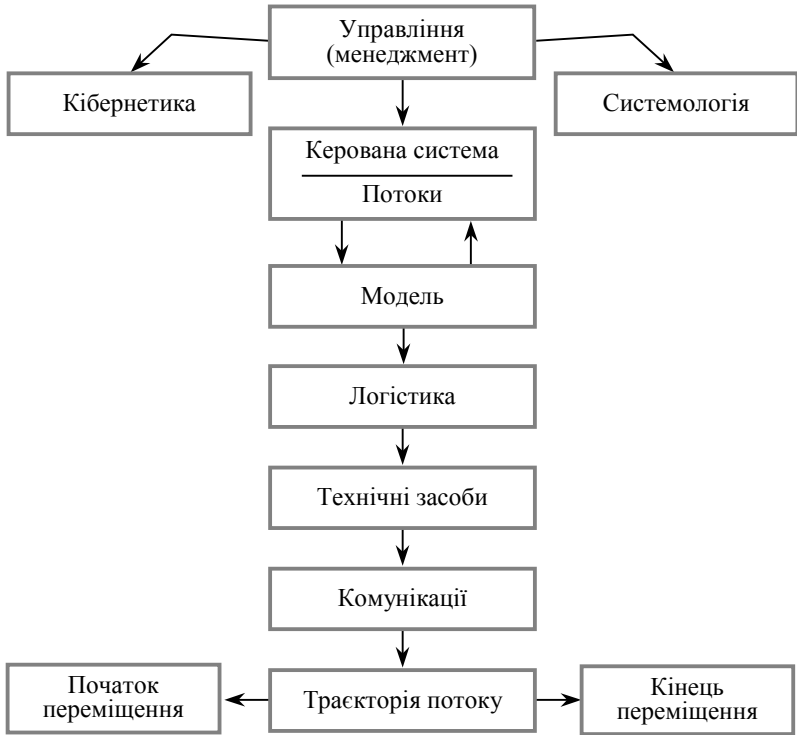 Управління
(менеджмент)
Кібернетика
Системологія
Керована система
Потоки
Модель
Логістика
Технічні засоби
Комунікації
Початок
переміщення
Траєкторія потоку
Кінець
переміщення